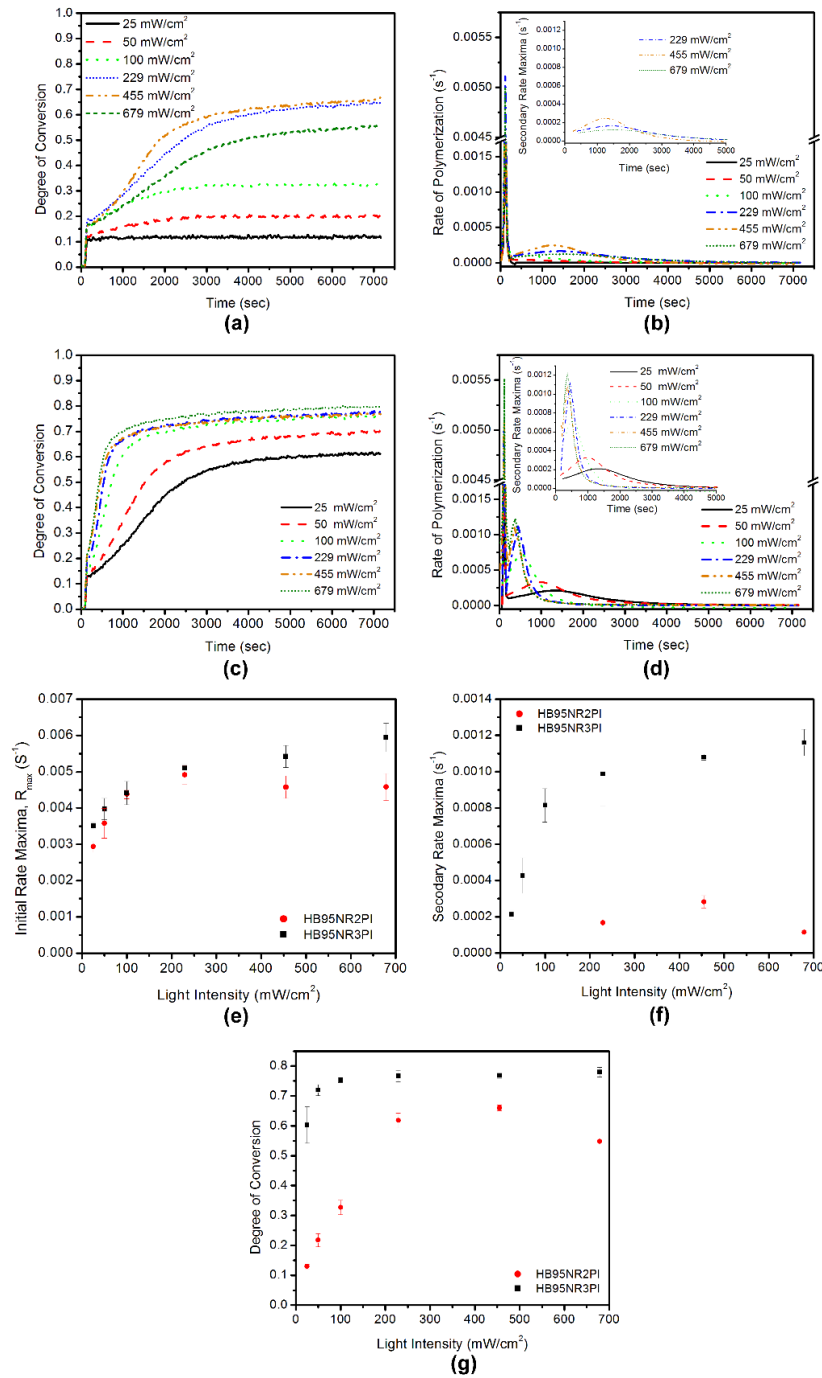 25 mW/cm²
50 mW/cm²
100 mW/cm²
229 mW/cm²
455 mW/cm²
679 mW/cm²
1.0
0.9
0.8
0.7
0.6
0.5
0.4
0.3
0.2
0.1
0.0
Degree of Conversion
0 1000 2000 3000 4000 5000 6000 7000
Time (sec)
(a)
0.0055
0.0050
0.0045
0.0015
0.0010
0.0005
0.0000
Rate of Polymerization (s⁻¹)
0.0012
0.0010
0.0008
0.0006
0.0004
0.0002
0.0000
Secondary Rate Maxima (s⁻¹)
229 mW/cm²
455 mW/cm²
679 mW/cm²
0 1000 2000 3000 4000 5000
Time (sec)
25 mW/cm²
50 mW/cm²
100 mW/cm²
229 mW/cm²
455 mW/cm²
679 mW/cm²
0 1000 2000 3000 4000 5000 6000 7000
Time (sec)
(b)
1.0
0.9
0.8
0.7
0.6
0.5
0.4
0.3
0.2
0.1
0.0
Degree of Conversion
25 mW/cm²
50 mW/cm²
100 mW/cm²
229 mW/cm²
455 mW/cm²
679 mW/cm²
0 1000 2000 3000 4000 5000 6000 7000
Time (sec)
(c)
0.0055
0.0050
0.0045
0.0015
0.0010
0.0005
0.0000
Rate of Polymerization (s⁻¹)
0.0012
0.0010
0.0008
0.0006
0.0004
0.0002
0.0000
Secondary Rate Maxima (s⁻¹)
25 mW/cm²
50 mW/cm²
100 mW/cm²
229 mW/cm²
455 mW/cm²
679 mW/cm²
0 1000 2000 3000 4000 5000
Time (sec)
25 mW/cm²
50 mW/cm²
100 mW/cm²
229 mW/cm²
455 mW/cm²
679 mW/cm²
0 1000 2000 3000 4000 5000 6000 7000
Time (sec)
(d)
0.007
0.006
0.005
0.004
0.003
0.002
0.001
0.000
Initial Rate Maxima, Rmax (S⁻¹)
HB95NR2PI
HB95NR3PI
0 100 200 300 400 500 600 700
Light Intensity (mW/cm²)
(e)
0.0014
0.0012
0.0010
0.0008
0.0006
0.0004
0.0002
0.0000
Secodary Rate Maxima (s⁻¹)
HB95NR2PI
HB95NR3PI
0 100 200 300 400 500 600 700
Light Intensity (mW/cm²)
(f)
0.8
0.7
0.6
0.5
0.4
0.3
0.2
0.1
0.0
Degree of Conversion
HB95NR2PI
HB95NR3PI
0 100 200 300 400 500 600 700
Light Intensity (mW/cm²)
(g)